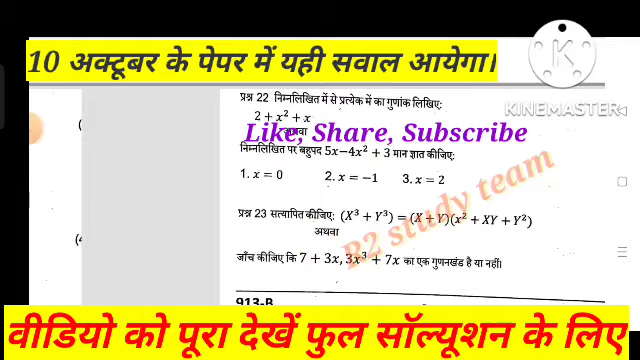 10 अक्टूबर के पेपर में यही सवाल आयेगा।
KINEMASTER
प्रश्न 22 निम्नलिखित में से प्रत्येक में का गुणांक लिखिए:
2 + x² + x
अथवा
Like, Share, Subscribe
निम्नलिखित पर बहुपद 5x−4x² + 3 मान ज्ञात कीजिए:
1. x = 0 2. x = −1 3. x = 2
R2 study team
प्रश्न 23 सत्यापित कीजिए: (X³ + Y³) = (X + Y)(x² + XY + Y²)
अथवा
जाँच कीजिए कि 7 + 3x, 3x³ + 7x का एक गुणनखंड है या नहीं।
913-B
वीडियो को पूरा देखें फुल सॉल्यूशन के लिए